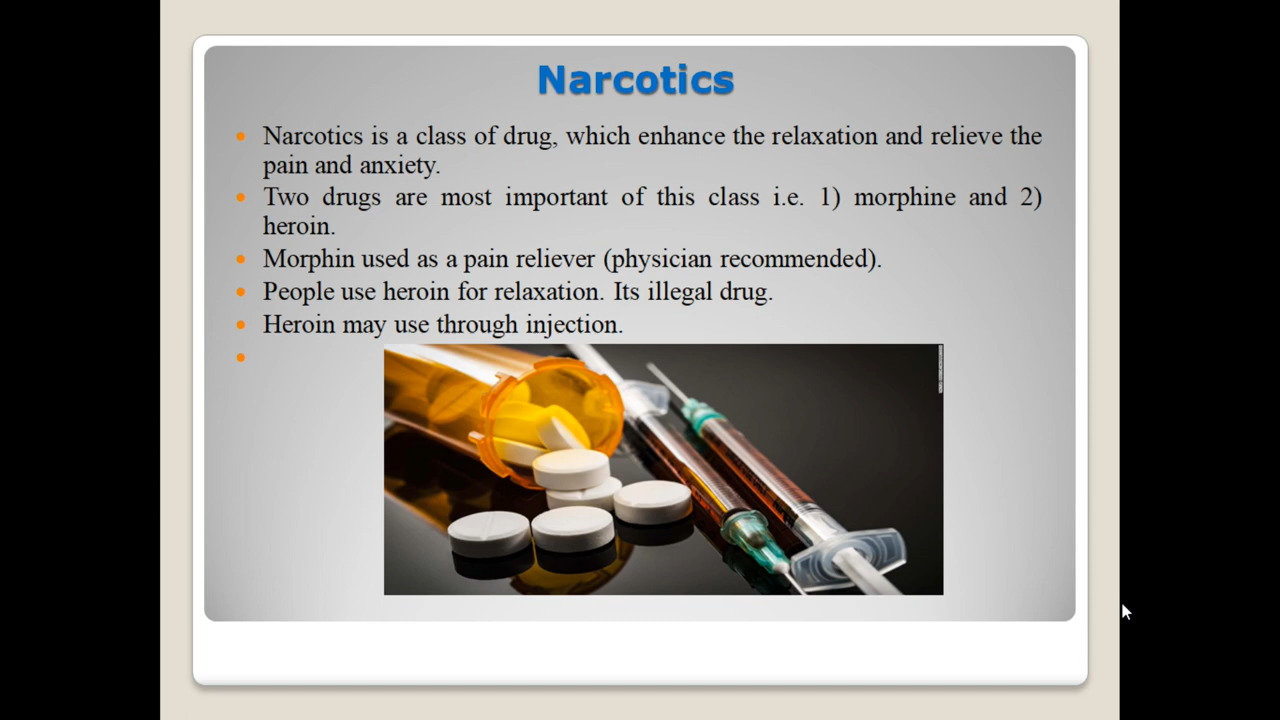 Narcotics
Narcotics is a class of drug, which enhance the relaxation and relieve the
pain and anxiety.
Two drugs are most important of this class i.e. 1) morphine and 2)
heroin.
Morphin used as a pain reliever (physician recommended).
People use heroin for relaxation. Its illegal drug.
Heroin may use through injection.